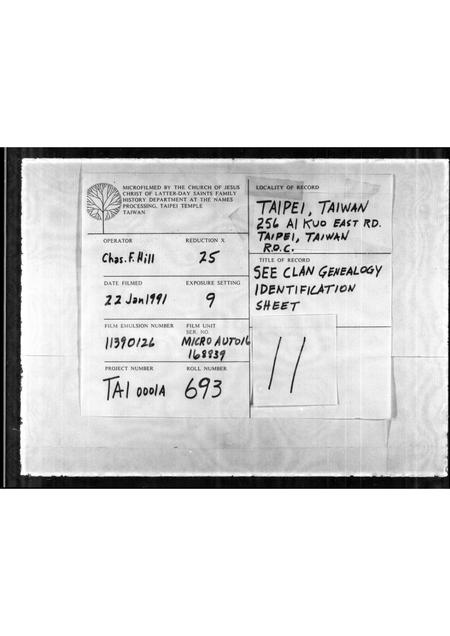 MICROFILMED BY THE CHURCH OF JESUS
CHRIST OF LATTER-DAY SAINTS FAMILY
HISTORY DEPARTMENT AT THE NAMES
PROCESSING, TAIPEI TEMPLE
TAIWAN
OPERATOR
REDUCTION X
Chas. F. Hill
25
DATE FILMED
EXPOSURE SETTING
22 Jan 1991
9
FILM EMULSION NUMBER
FILM UNIT
SER. NO.
11390126
MICRO AUTO16
168839
PROJECT NUMBER
ROLL NUMBER
TAI 0001A
693
LOCALITY OF RECORD
TAIPEI, TAIWAN
256 AI KUO EAST RD.
TAIPEI, TAIWAN
R.O.C.
TITLE OF RECORD
SEE CLAN GENEALOGY
IDENTIFICATION
SHEET
11